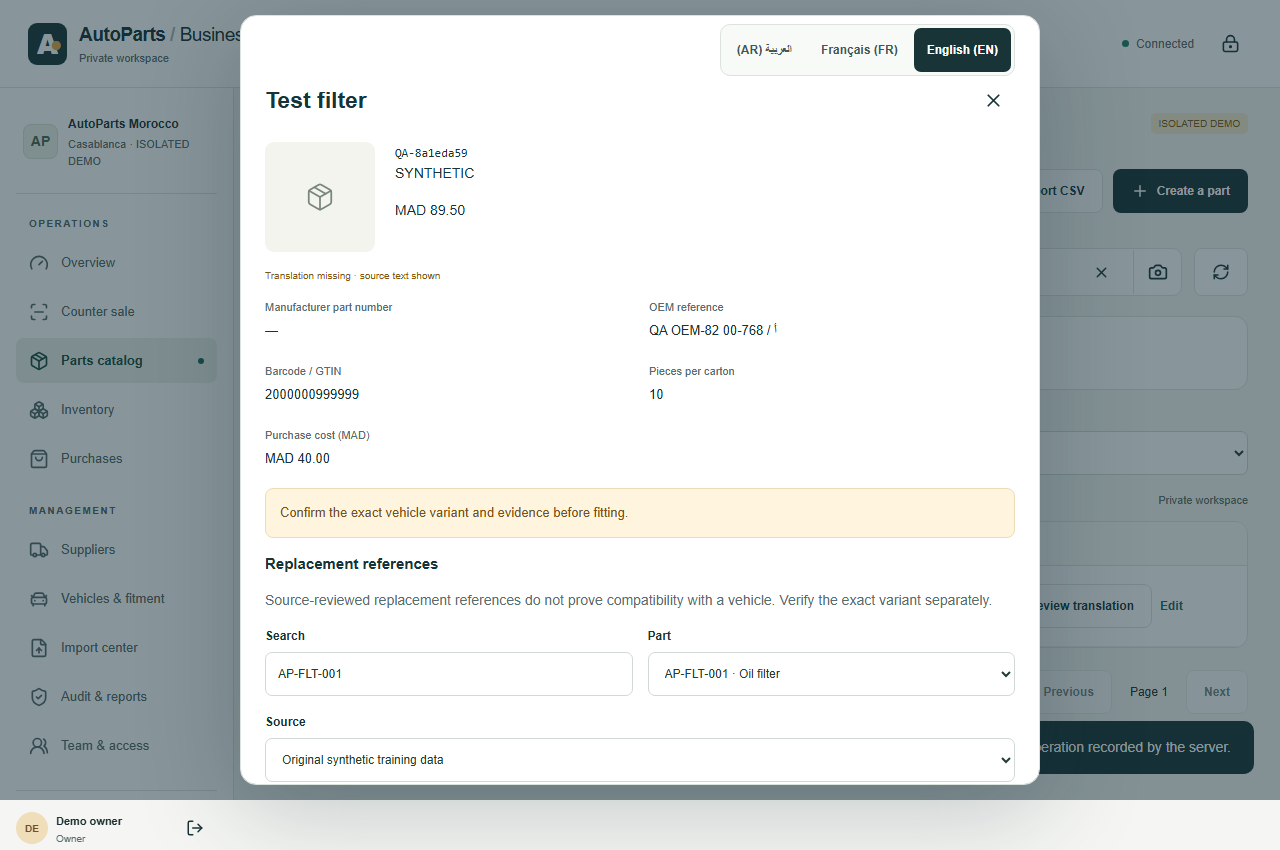 AutoParts / Busines
Private workspace
(AR) العربية
Français (FR)
English (EN)
Connected
Test filter
AP
AutoParts Morocco
Casablanca · ISOLATED
DEMO
ISOLATED DEMO
QA-8a1eda59
SYNTHETIC
MAD 89.50
ort CSV
Create a part
OPERATIONS
Overview
Counter sale
Parts catalog
Inventory
Purchases
Translation missing · source text shown
Manufacturer part number
—
OEM reference
QA OEM-82 00-768 / أ
Barcode / GTIN
2000000999999
Pieces per carton
10
Purchase cost (MAD)
MAD 40.00
Confirm the exact vehicle variant and evidence before fitting.
Private workspace
MANAGEMENT
Suppliers
Vehicles & fitment
Import center
Audit & reports
Team & access
Replacement references
Source-reviewed replacement references do not prove compatibility with a vehicle. Verify the exact variant separately.
eview translation
Edit
Search
Part
AP-FLT-001
AP-FLT-001 · Oil filter
Previous
Page 1
Next
Source
Original synthetic training data
eration recorded by the server.
DE
Demo owner
Owner